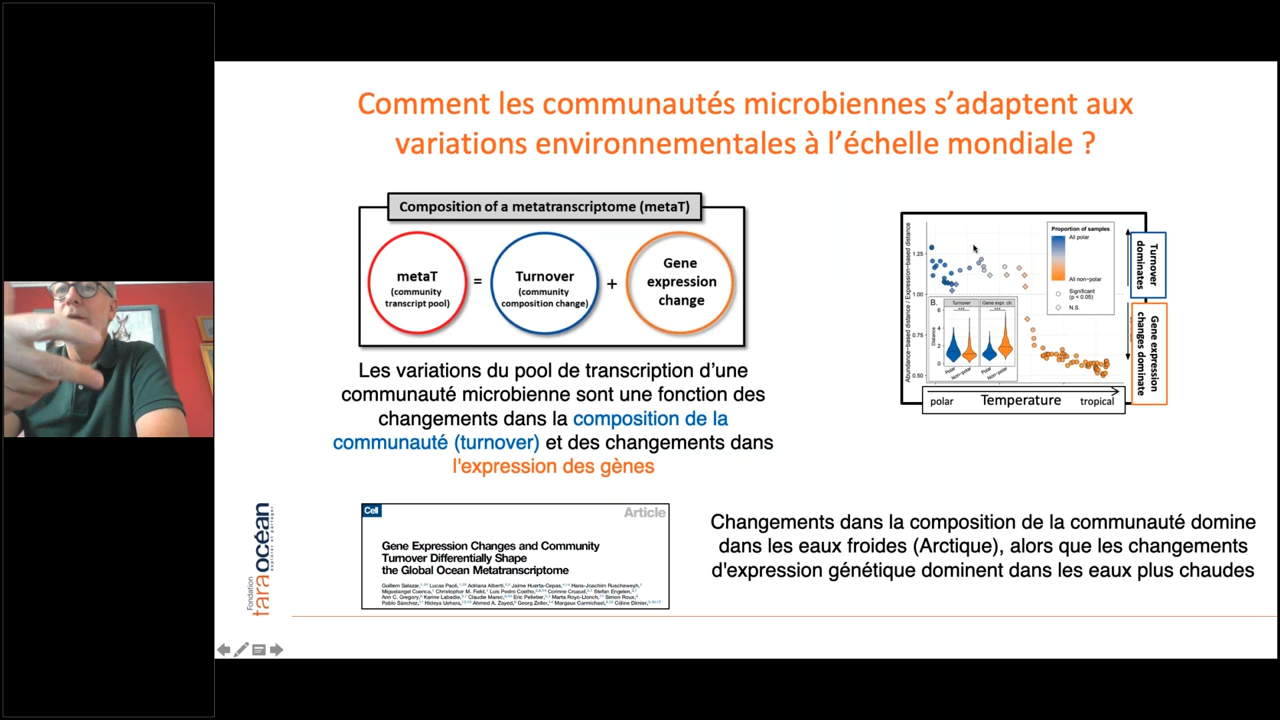 Comment les communautés microbiennes s'adaptent aux
variations environnementales à l'échelle mondiale ?
Composition of a metatranscriptome (metaT)
metaT
(community
transcript pool)
=
Turnover
(community
composition change)
+
Gene
expression
change
Les variations du pool de transcription d'une
communauté microbienne sont une fonction des
changements dans la composition de la
communauté (turnover) et des changements dans
l'expression des gènes
Abundance-based distance / Expression-based distance
1.25
1.00
0.75
0.50
Proportion of samples
All polar
All non-polar
Significant
(p < 0.05)
N.S.
B.
Turnover
Gene expr. ch.
***
***
Distance
6
4
2
0
Polar
Non-polar
Polar
Non-polar
Turnover
dominates
Gene expression
changes dominate
polar
Temperature
tropical
Cell
Article
Gene Expression Changes and Community
Turnover Differentially Shape
the Global Ocean Metatranscriptome
Guillem Salazar, Lucas Paoli, Adriana Alberti, Jaime Huerta-Cepas, Hans-Joachim Ruscheweyh,
Miguelangel Cuenca, Christopher M. Field, Luis Pedro Coelho, Corinne Cruaud, Stefan Engelen,
Ann C. Gregory, Karine Labadie, Claudie Marec, Eric Pelletier, Marta Royo-Llonch, Simon Roux,
Pablo Sánchez, Hideya Uehara, Ahmed A. Zayed, Georg Zeller, Margaux Carmichael, Céline Dimier,
Changements dans la composition de la communauté domine
dans les eaux froides (Arctique), alors que les changements
d'expression génétique dominent dans les eaux plus chaudes
Fondation
taraocéan
explorer et partager